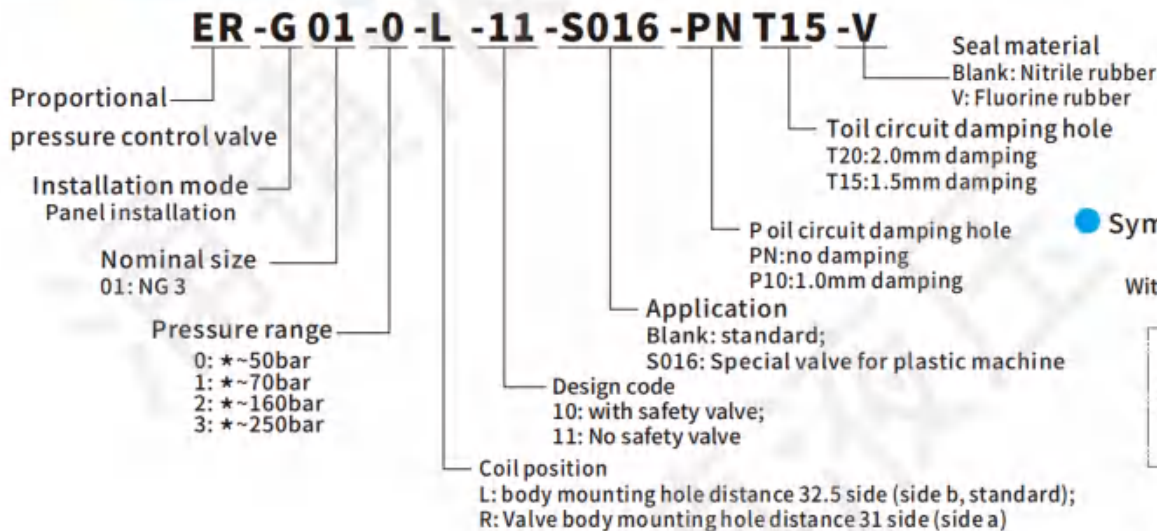 ER -G 01 -0 -L -11 -S016 -PN T15 -V
Seal material
Blank: Nitrile rubber
V: Fluorine rubber
Proportional
pressure control valve
Toil circuit damping hole
T20:2.0mm damping
T15:1.5mm damping
Installation mode
Panel installation
P oil circuit damping hole
PN:no damping
P10:1.0mm damping
Sym
Nominal size
01: NG 3
Wit
Application
Blank: standard;
S016: Special valve for plastic machine
Pressure range
0: ★~50bar
1: ★~70bar
2: ★~160bar
3: ★~250bar
Design code
10: with safety valve;
11: No safety valve
Coil position
L: body mounting hole distance 32.5 side (side b, standard);
R: Valve body mounting hole distance 31 side (side a)